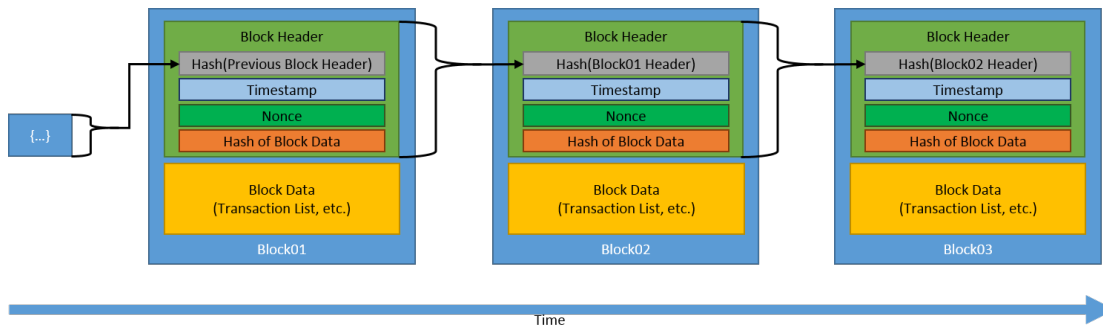 {...}
Block Header
Hash(Previous Block Header)
Timestamp
Nonce
Hash of Block Data
Block Data
(Transaction List, etc.)
Block01
Block Header
Hash(Block01 Header)
Timestamp
Nonce
Hash of Block Data
Block Data
(Transaction List, etc.)
Block02
Block Header
Hash(Block02 Header)
Timestamp
Nonce
Hash of Block Data
Block Data
(Transaction List, etc.)
Block03
Time